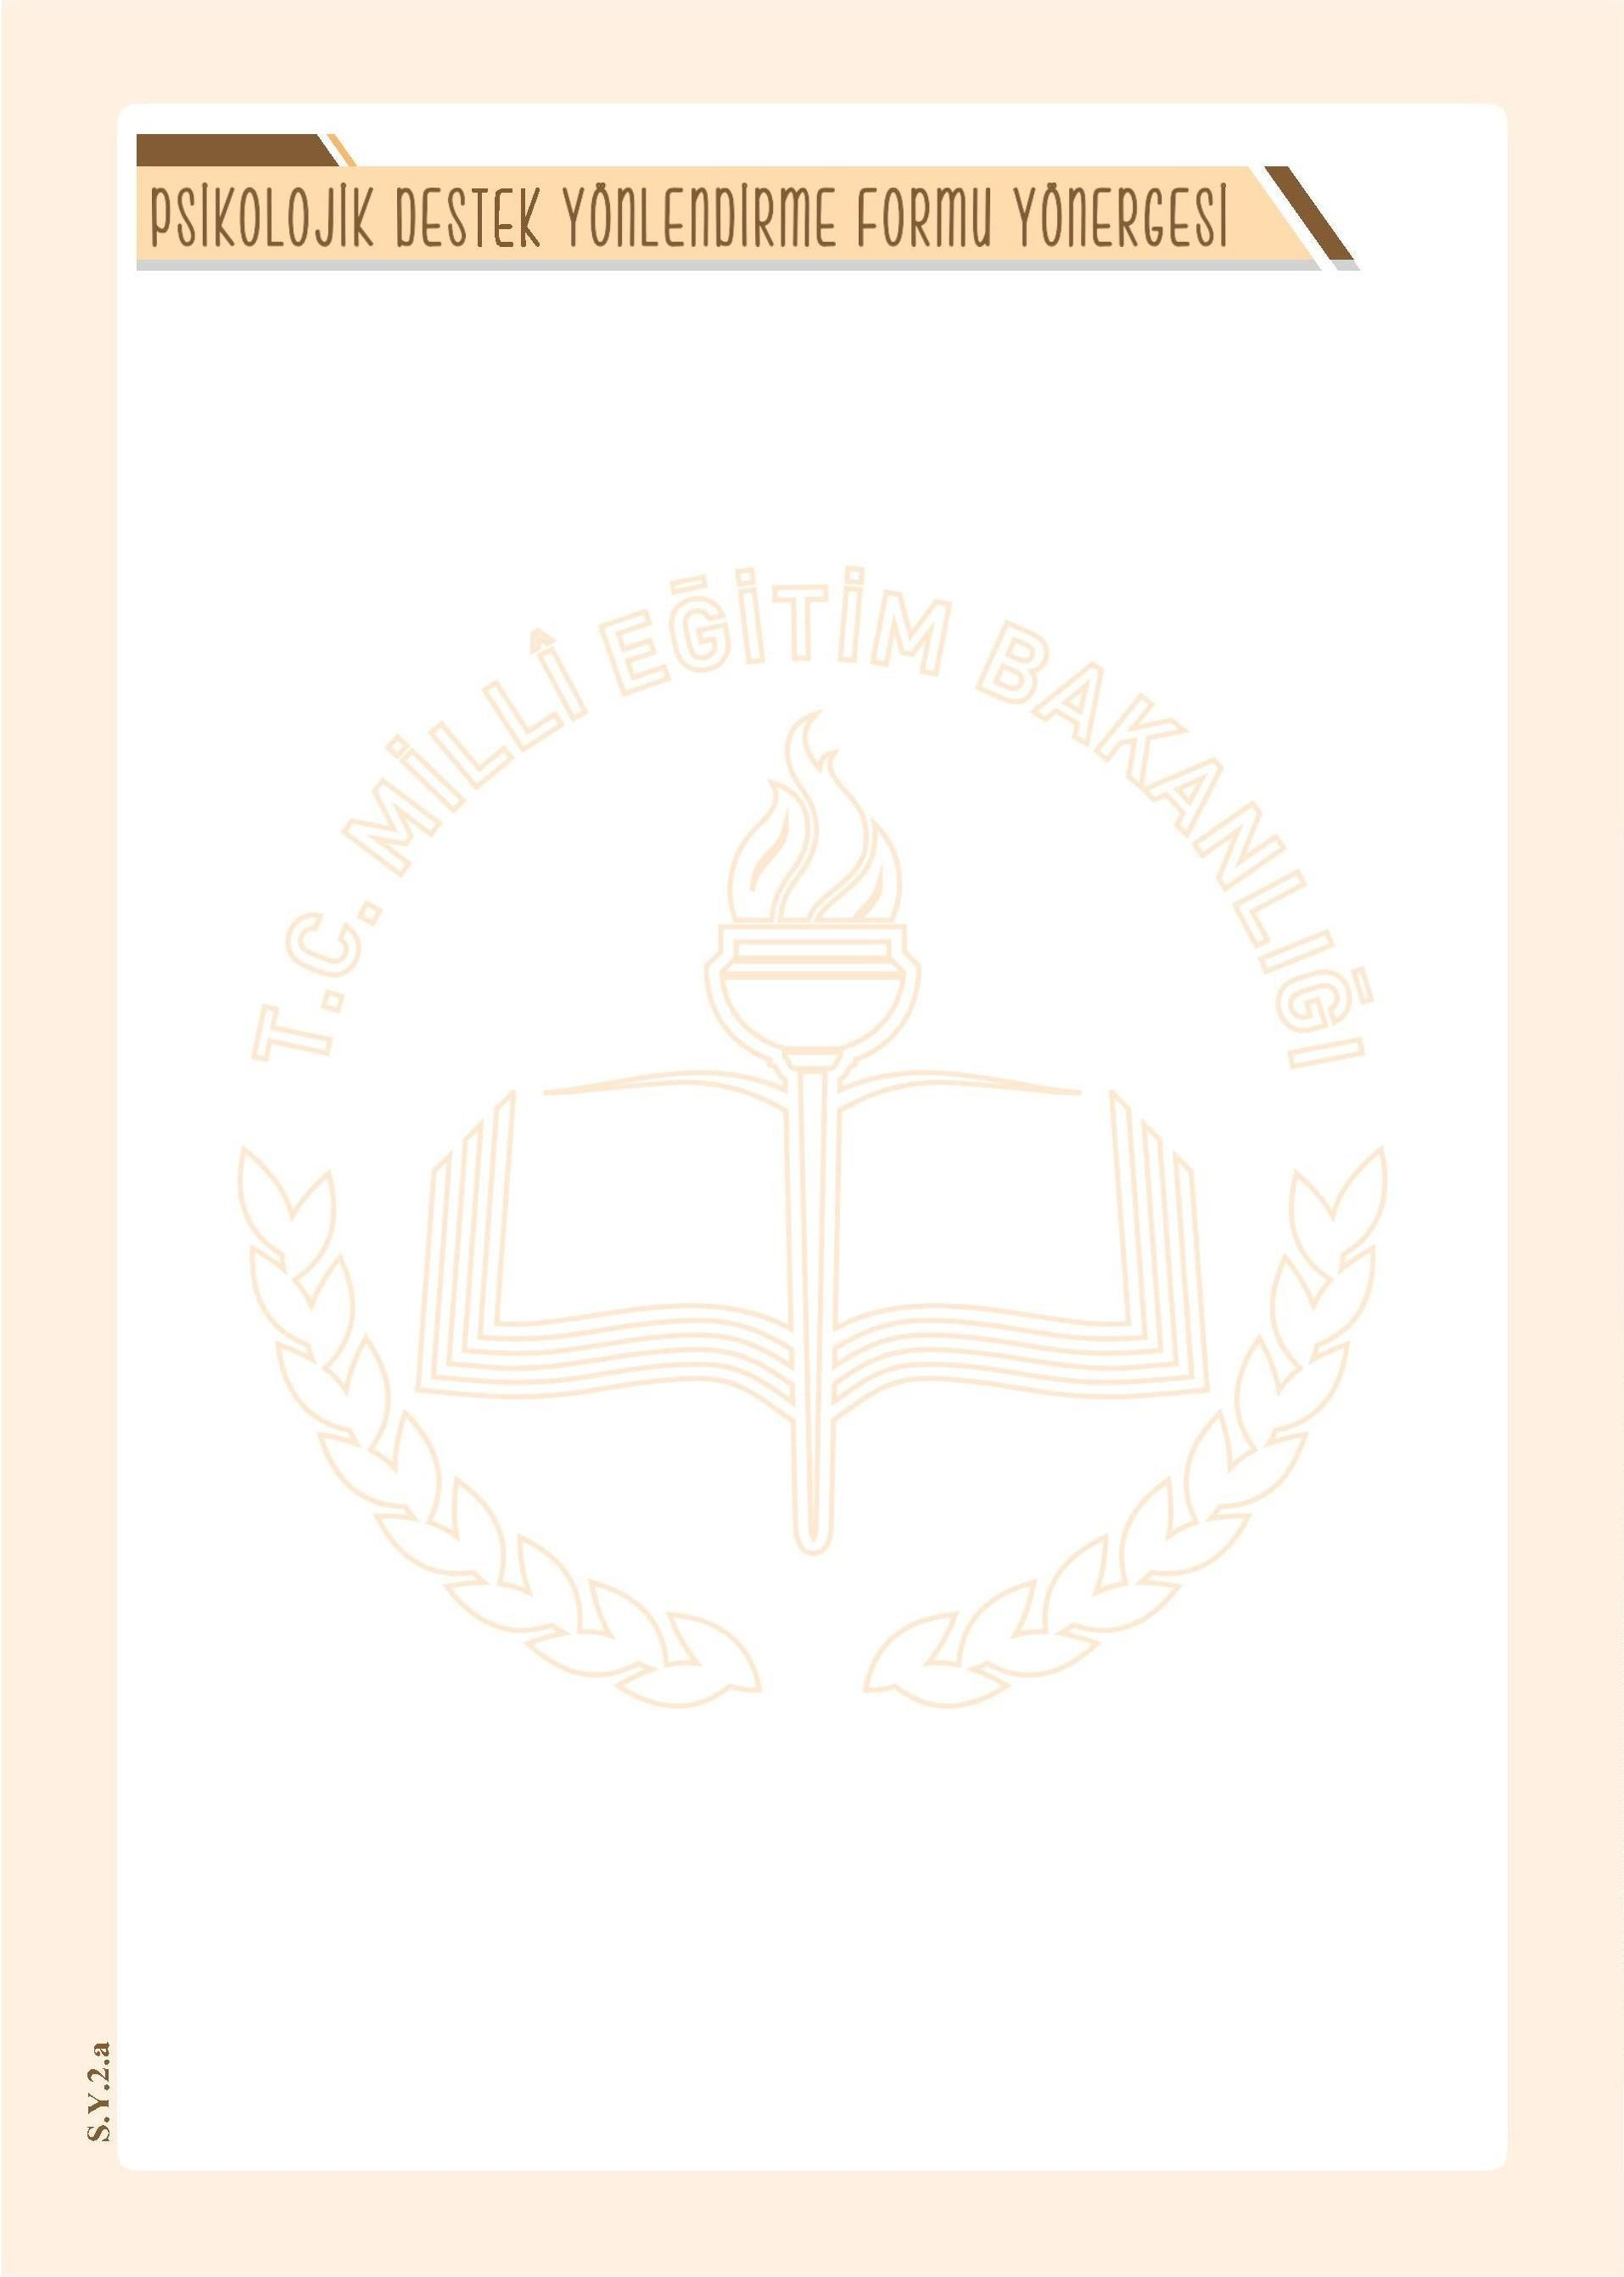 PSİKOLOJİK DESTEK YÖNLENDİRME FORMU YÖNERGESİ
T.C. MİLLÎ EĞİTİM BAKANLIĞI
S.Y.2.a